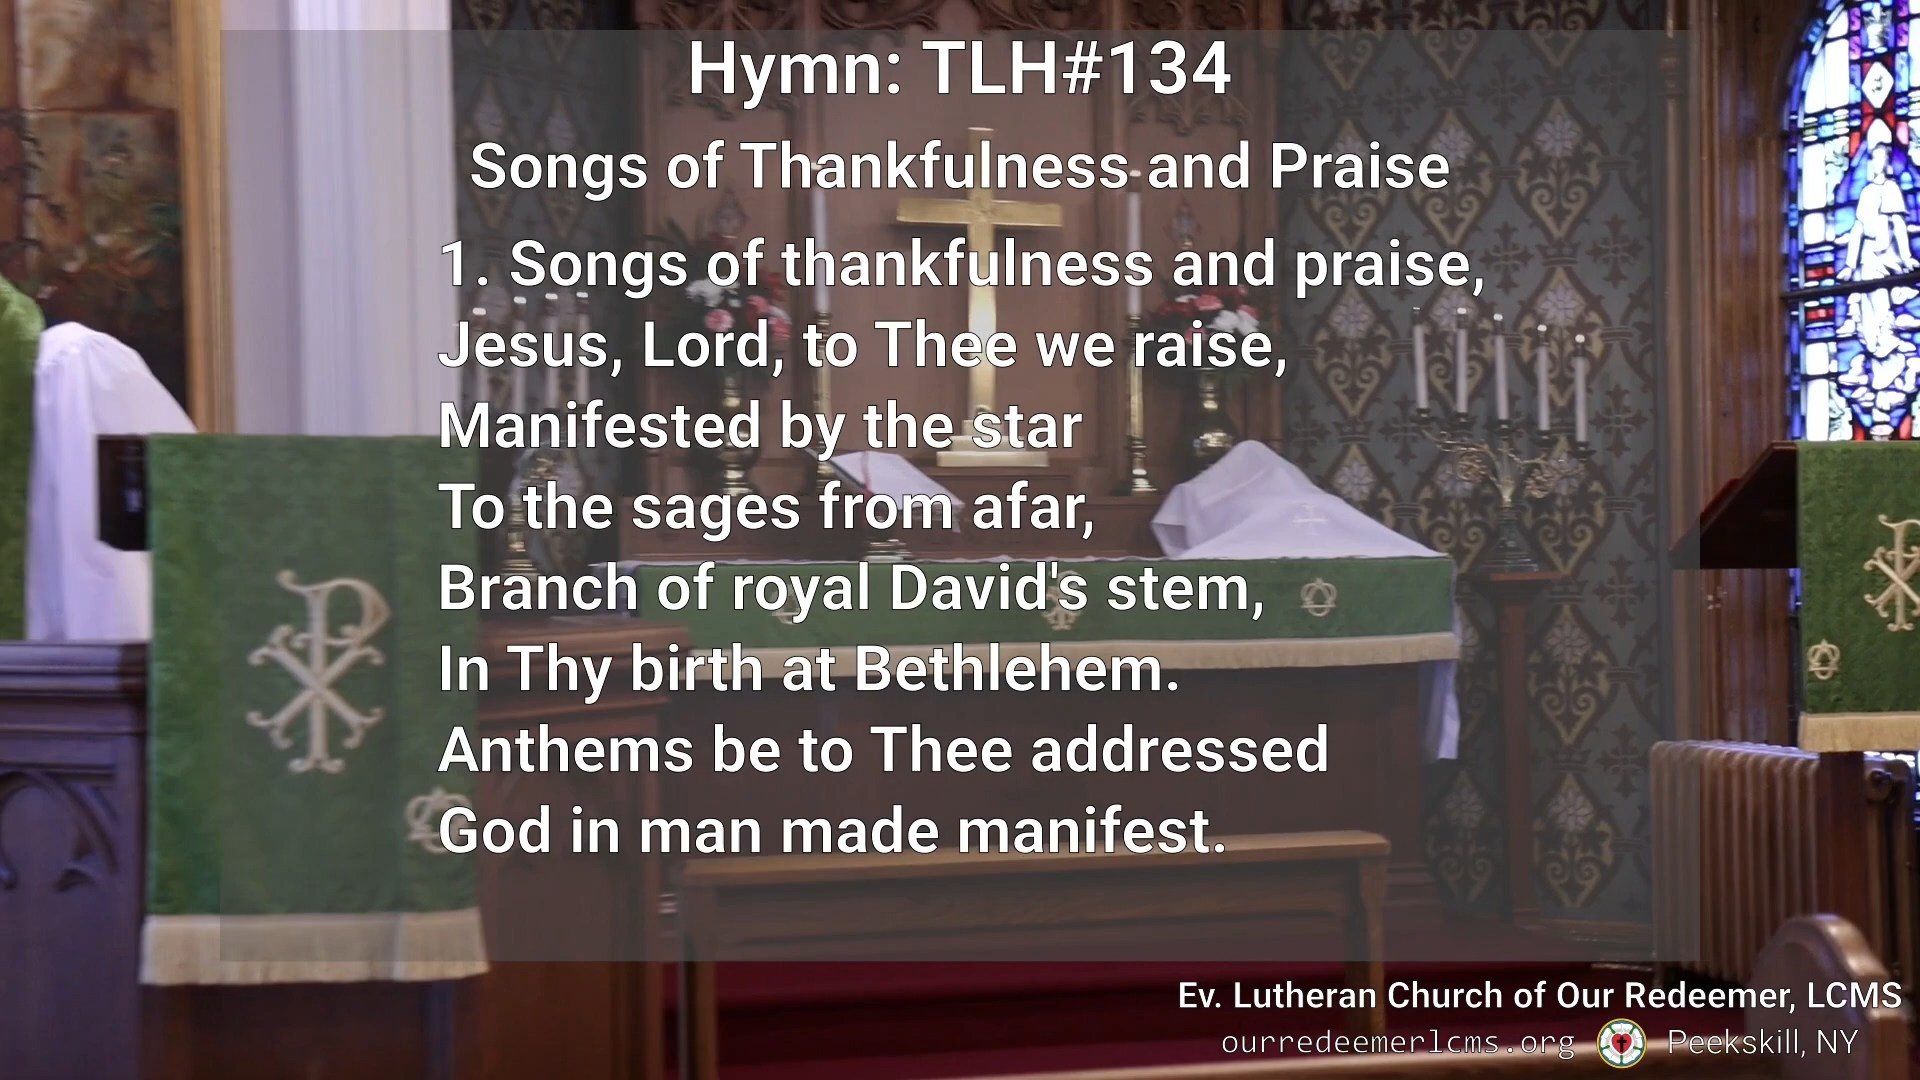 Hymn: TLH#134
Songs of Thankfulness and Praise
1. Songs of thankfulness and praise,
Jesus, Lord, to Thee we raise,
Manifested by the star
To the sages from afar,
Branch of royal David's stem,
In Thy birth at Bethlehem.
Anthems be to Thee addressed
God in man made manifest.
Ev. Lutheran Church of Our Redeemer, LCMS
ourredeemerlcms.org Peekskill, NY